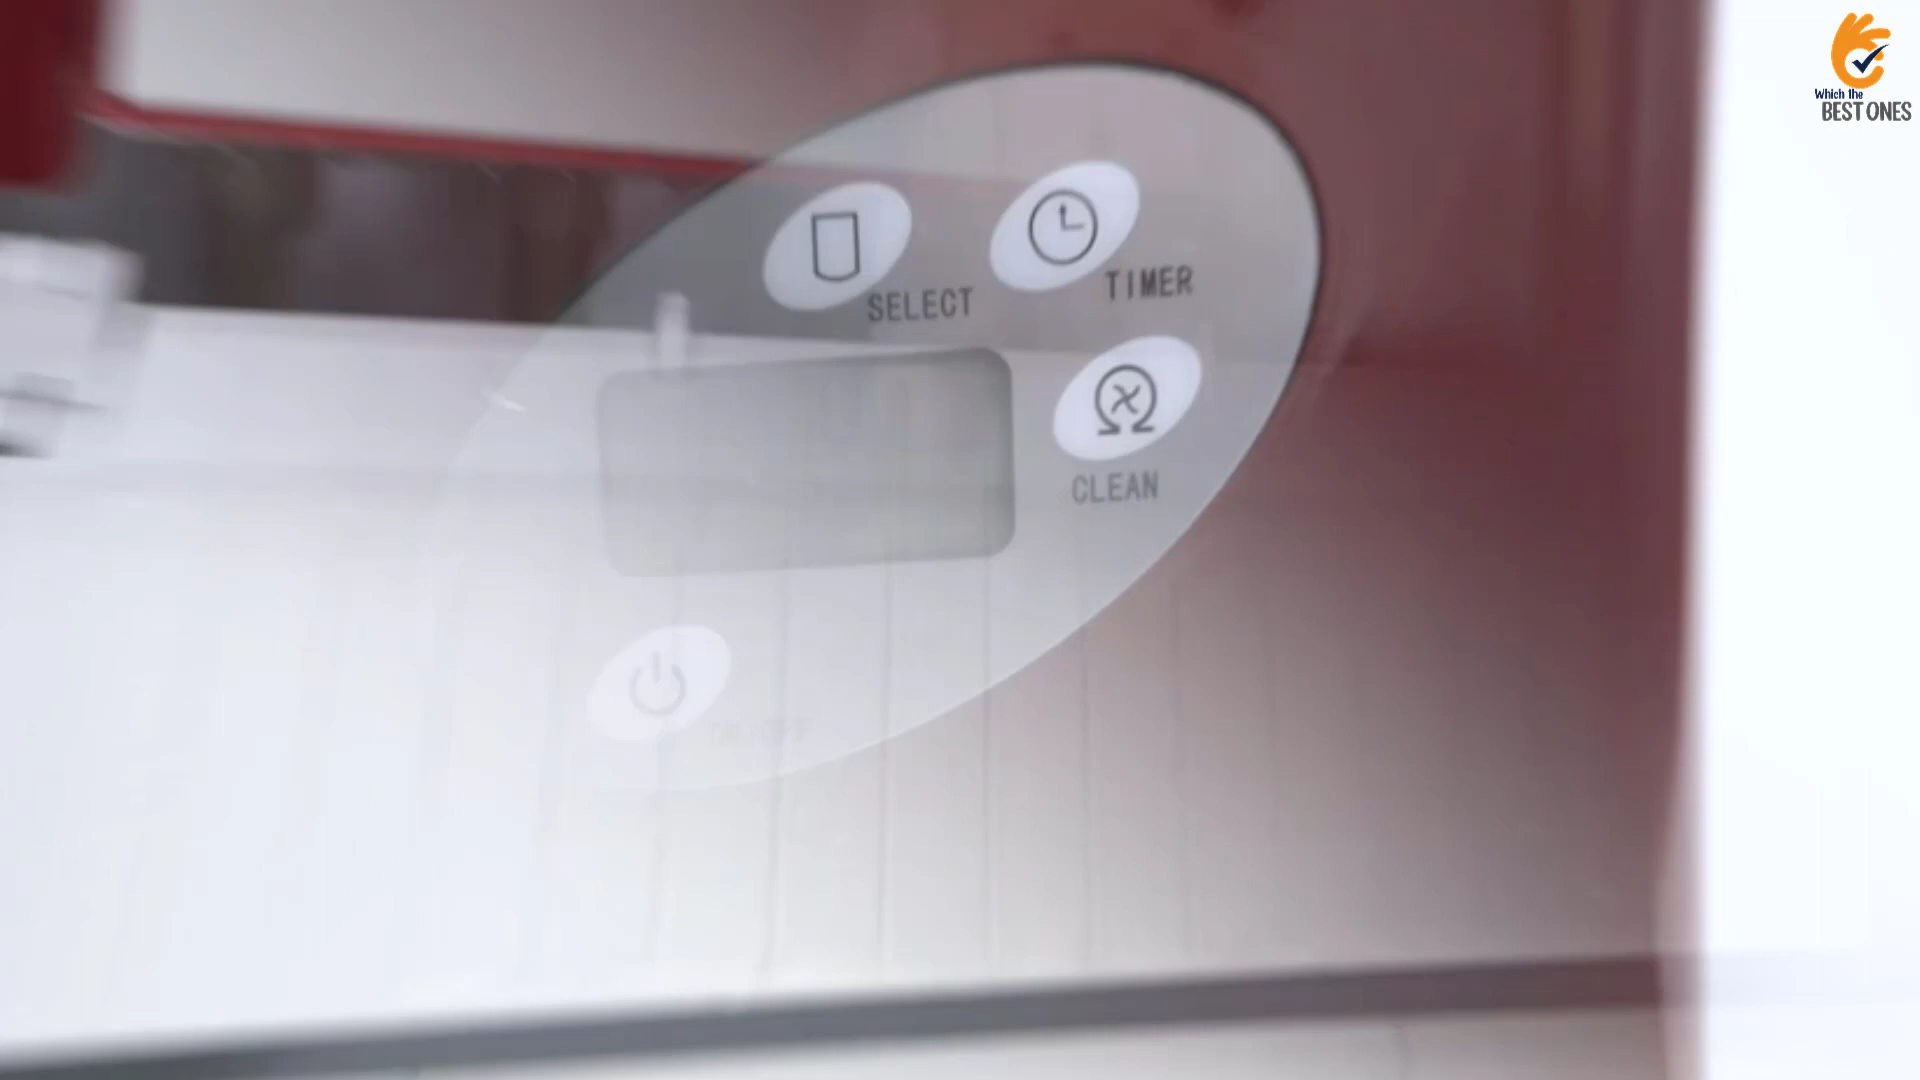 Which the
BEST ONES
TIMER
SELECT
CLEAN